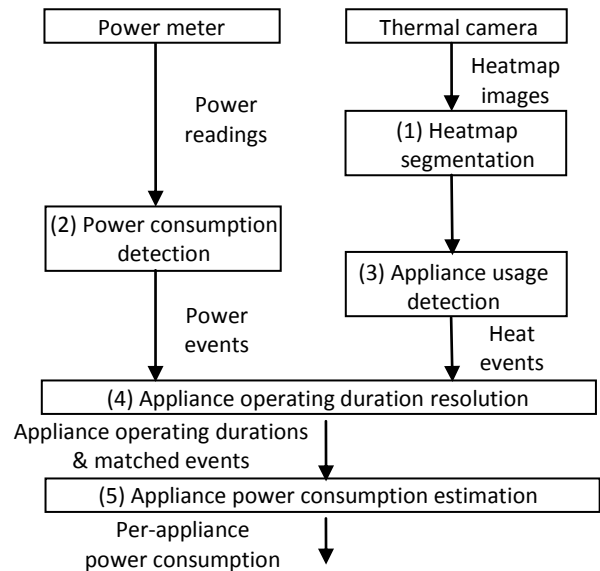 Power meter
Thermal camera
Heatmap
images
Power
readings
(1) Heatmap
segmentation
(2) Power consumption
detection
(3) Appliance usage
detection
Power
events
Heat
events
(4) Appliance operating duration resolution
Appliance operating durations
& matched events
(5) Appliance power consumption estimation
Per-appliance
power consumption